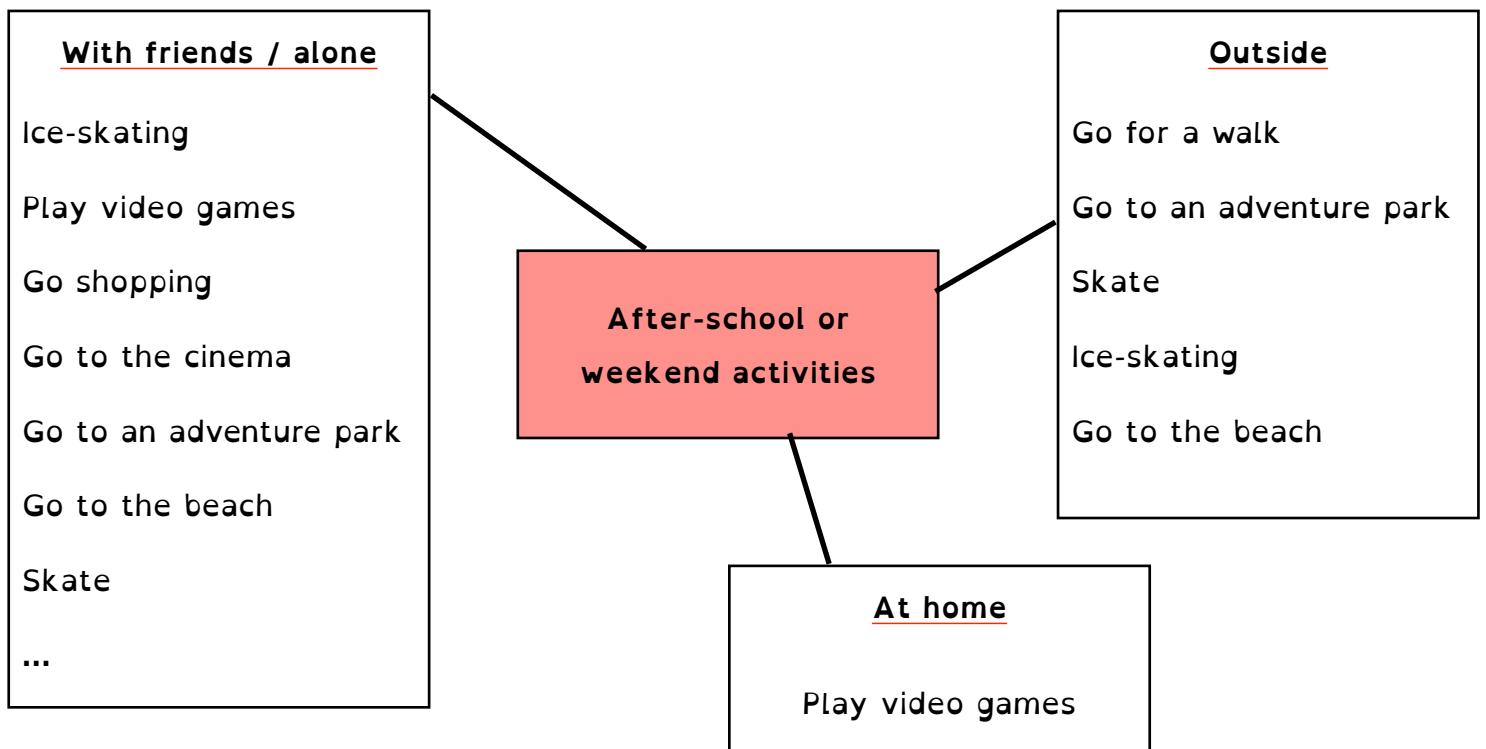 With friends / alone
Ice-skating
Play video games
Go shopping
Go to the cinema
Go to an adventure park
Go to the beach
Skate
...
After-school or
weekend activities
Outside
Go for a walk
Go to an adventure park
Skate
Ice-skating
Go to the beach
At home
Play video games